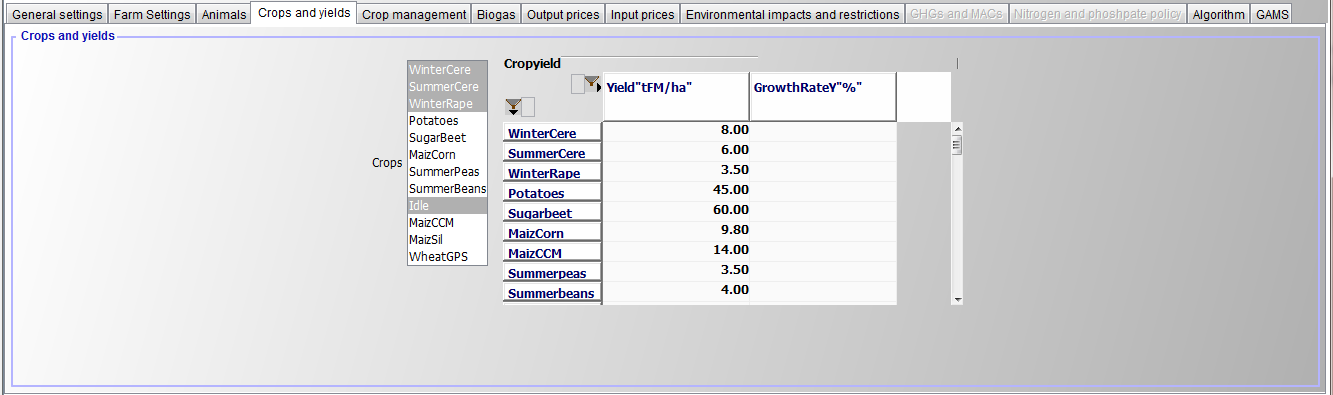 General settings Farm Settings Animals Crops and yields Crop management Biogas Output prices Input prices Environmental impacts and restrictions GHGs and MACs Nitrogen and phoshpate policy Algorithm GAMS
Crops and yields
Crops
WinterCere
SummerCere
WinterRape
Potatoes
SugarBeet
MaizCorn
SummerPeas
SummerBeans
Idle
MaizCCM
MaizSil
WheatGPS
Cropyield
Yield"tFM/ha" GrowthRateY"%"
WinterCere 8.00
SummerCere 6.00
WinterRape 3.50
Potatoes 45.00
Sugarbeet 60.00
MaizCorn 9.80
MaizCCM 14.00
Summerpeas 3.50
Summerbeans 4.00